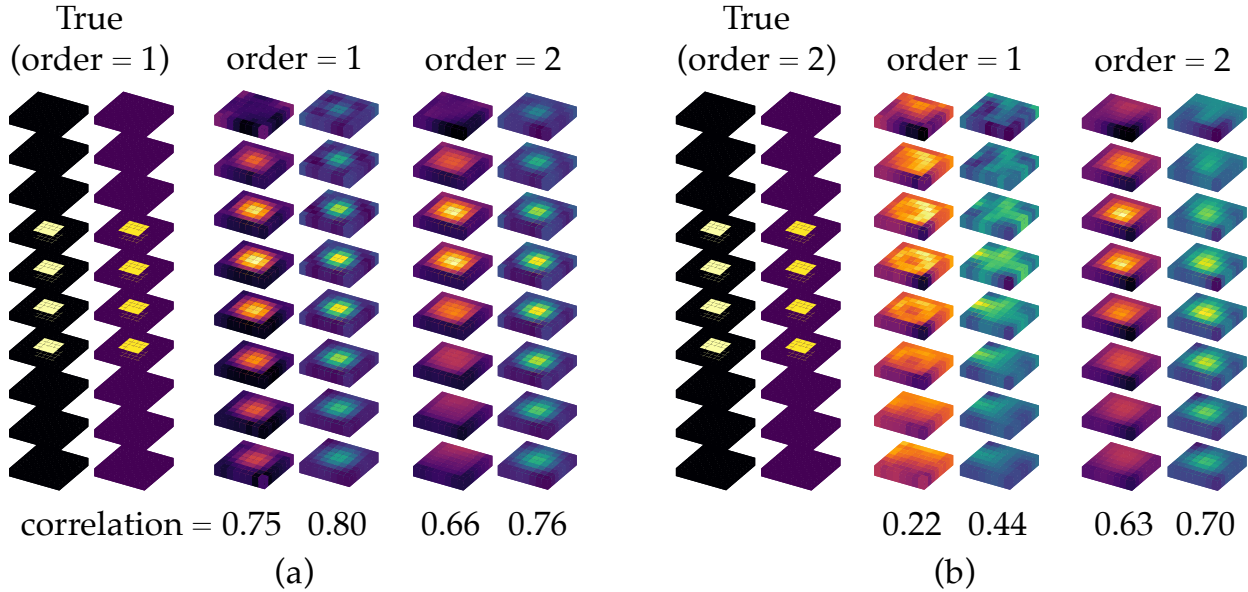 True
(order = 1) order = 1 order = 2
True
(order = 2) order = 1 order = 2
correlation = 0.75 0.80 0.66 0.76
0.22 0.44 0.63 0.70
(a)
(b)